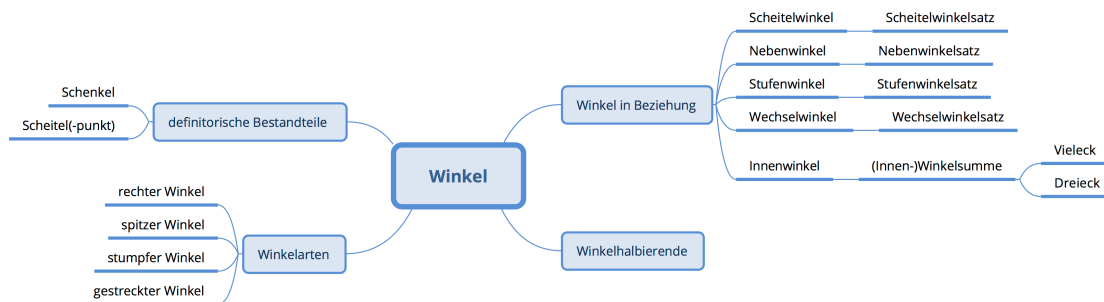 Winkel
definitorische Bestandteile
Schenkel
Scheitel(-punkt)
Winkelarten
rechter Winkel
spitzer Winkel
stumpfer Winkel
gestreckter Winkel
Winkel in Beziehung
Scheitelwinkel
Scheitelwinkelsatz
Nebenwinkel
Nebenwinkelsatz
Stufenwinkel
Stufenwinkelsatz
Wechselwinkel
Wechselwinkelsatz
Innenwinkel
(Innen-)Winkelsumme
Vieleck
Dreieck
Winkelhalbierende